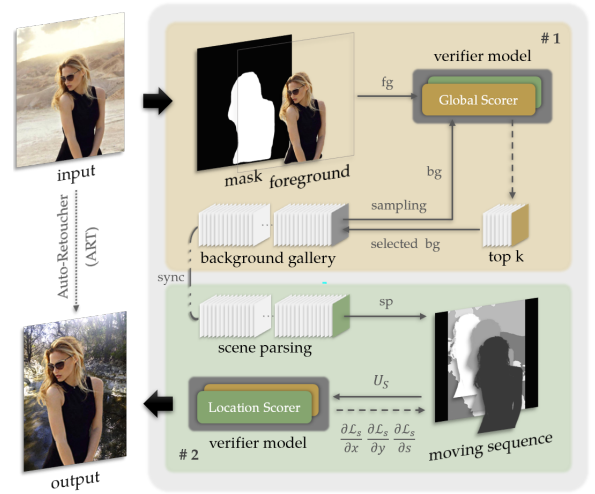 # 1
verifier model
Global Scorer
fg
mask
foreground
input
bg
sampling
selected bg
background gallery
top k
Auto-Retoucher
(ART)
sync
sp
scene parsing
U_S
Location Scorer
∂ℒ_s/∂x ∂ℒ_s/∂y ∂ℒ_s/∂s
verifier model
moving sequence
# 2
output